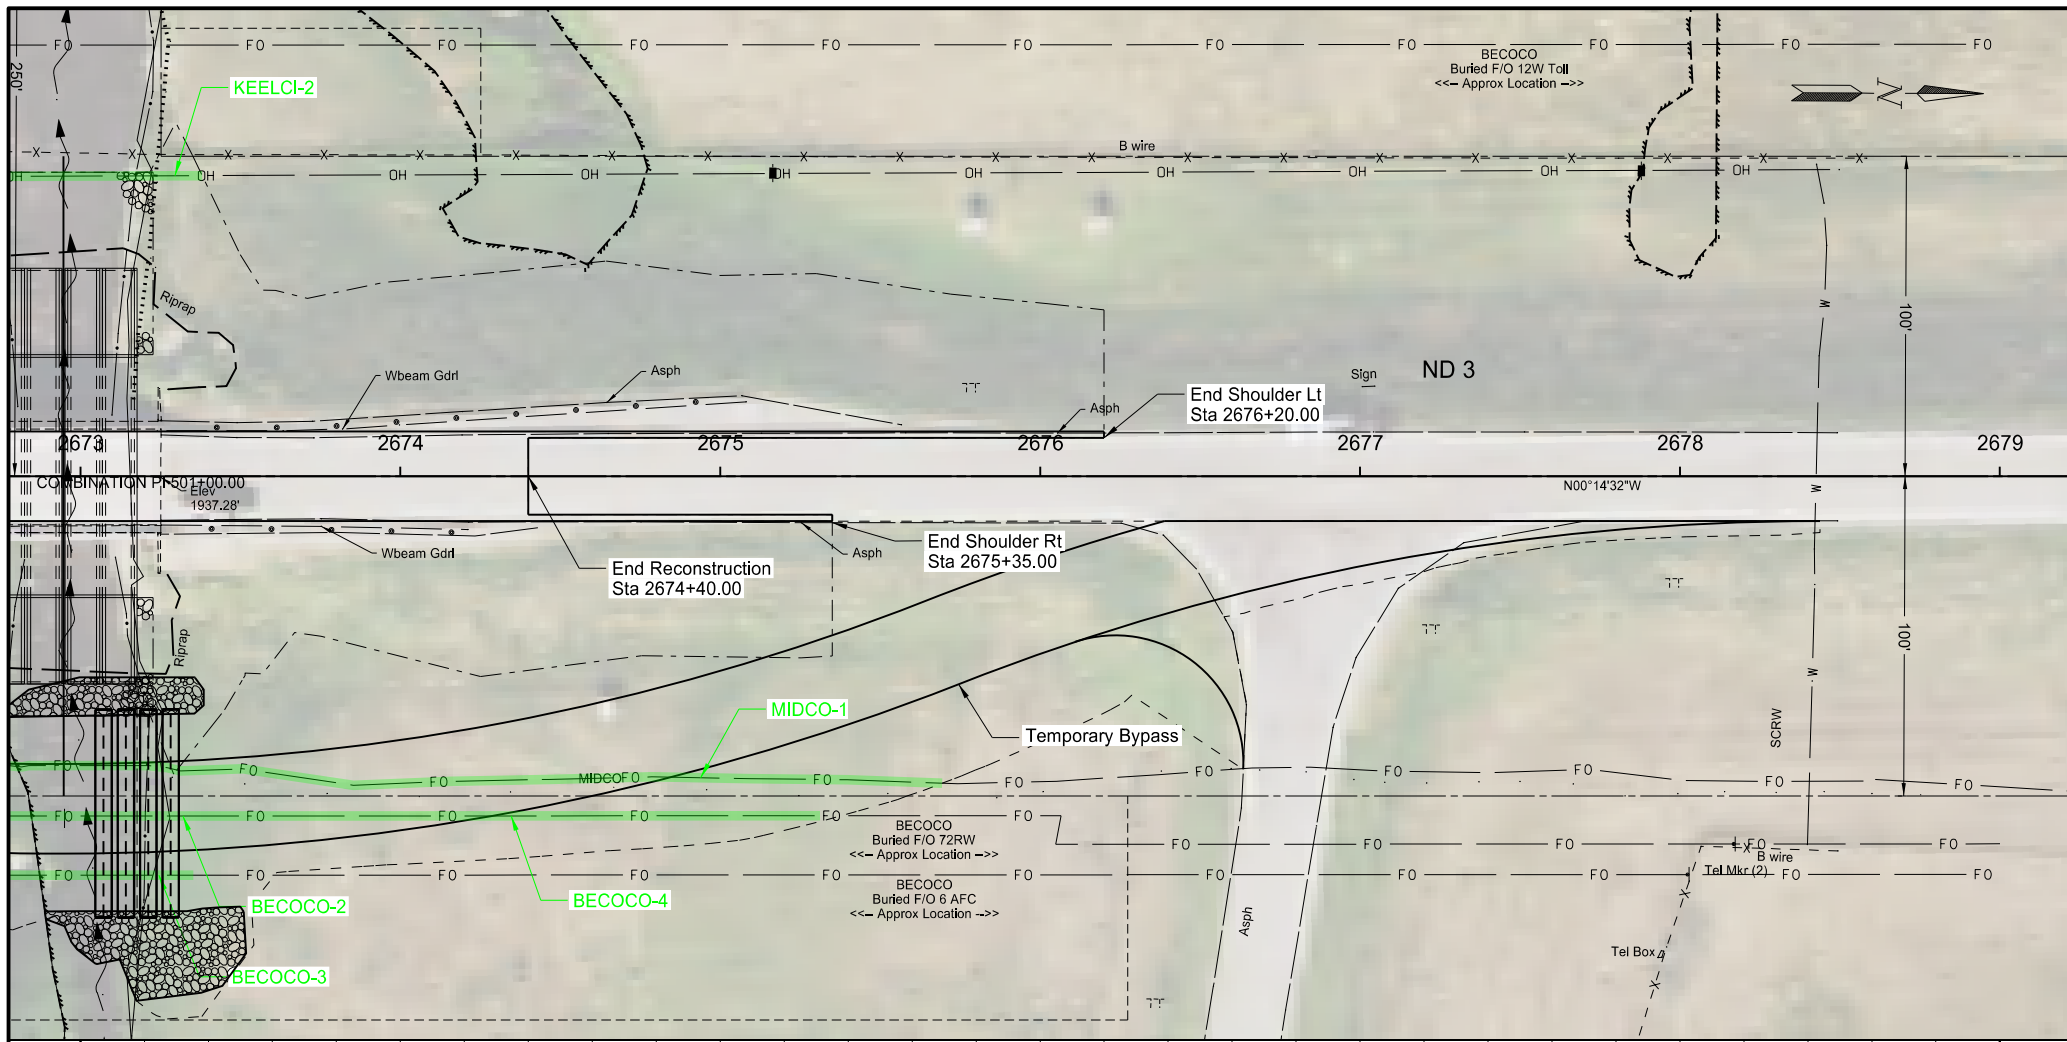 FO FO FO FO FO FO FO FO FO FO FO
BECOCO
Buried F/O 12W Toll
<<– Approx Location –>>
N
250'
KEELCI-2
X X X X X X X X X X X X X X X X X X X X
B wire
OH OH OH OH OH OH OH OH OH OH
Riprap
W
100'
Wbeam Gdrl
Asph
Sign
ND 3
Asph
End Shoulder Lt
Sta 2676+20.00
2673 2674 2675 2676 2677 2678 2679
COMBINATION PI 501+00.00
Elev
1937.28'
N00°14'32"W
W
Wbeam Gdrl
Asph
End Shoulder Rt
Sta 2675+35.00
End Reconstruction
Sta 2674+40.00
Riprap
100'
W
MIDCO-1
Temporary Bypass
SCRW
FO FO FO MIDCO FO FO FO FO FO FO FO FO
FO FO FO FO FO FO
BECOCO
Buried F/O 72RW
<<– Approx Location –>>
FO FO FO FO FO
X
B wire
Tel Mkr (2)
FO FO FO FO FO FO FO FO FO FO FO
BECOCO
Buried F/O 6 AFC
<<– Approx Location –>>
BECOCO-2
BECOCO-4
X
Asph
Tel Box
BECOCO-3
X